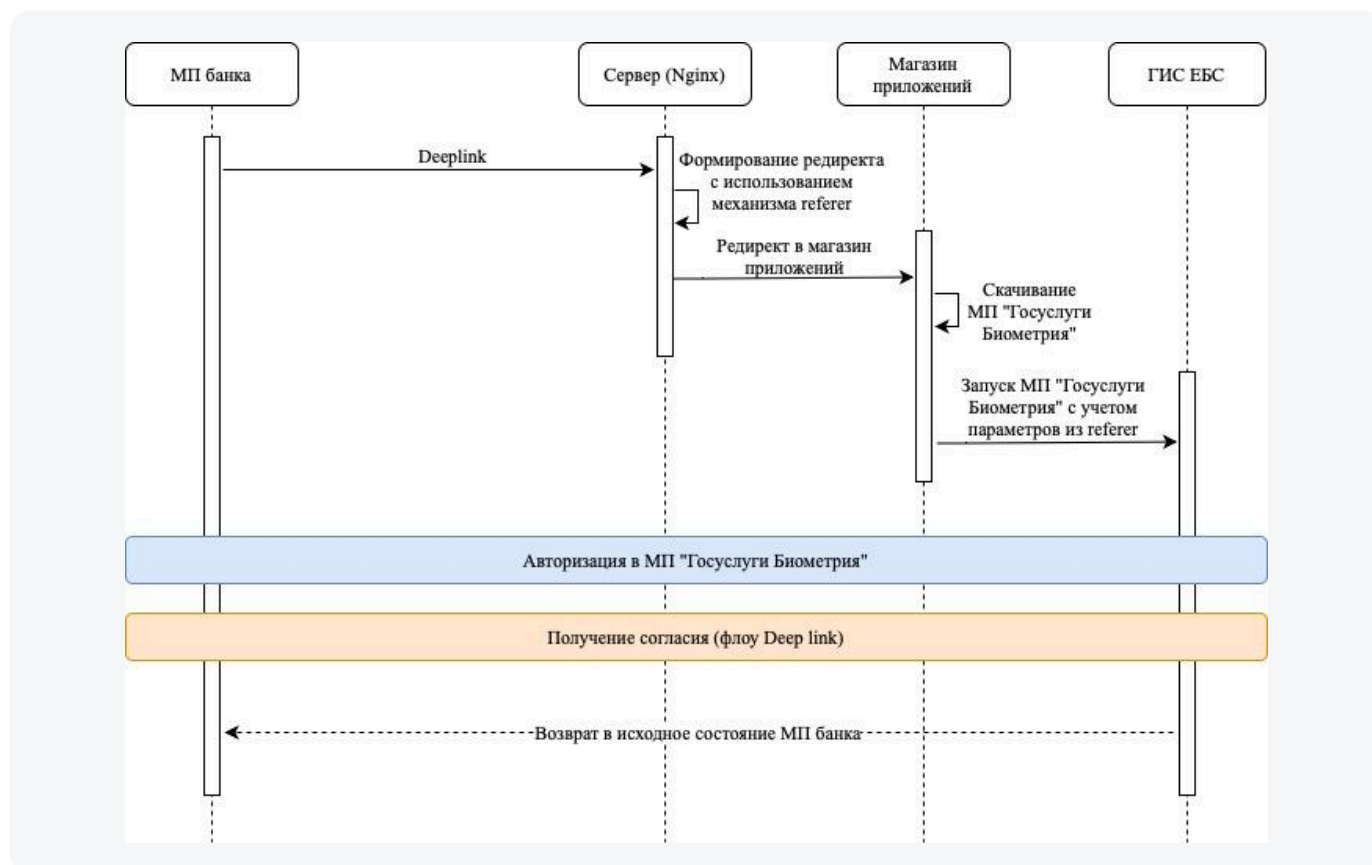 МП банка
Сервер (Nginx)
Магазин
приложений
ГИС ЕБС
Deeplink
Формирование редиректа
с использованием
механизма referer
Редирект в магазин
приложений
Скачивание
МП "Госуслуги
Биометрия"
Запуск МП "Госуслуги
Биометрия" с учетом
параметров из referer
Авторизация в МП "Госуслуги Биометрия"
Получение согласия (флоу Deep link)
Возврат в исходное состояние МП банка